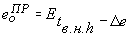 e_o^{ПР} = E_{t_{в.н.h}} − Δe